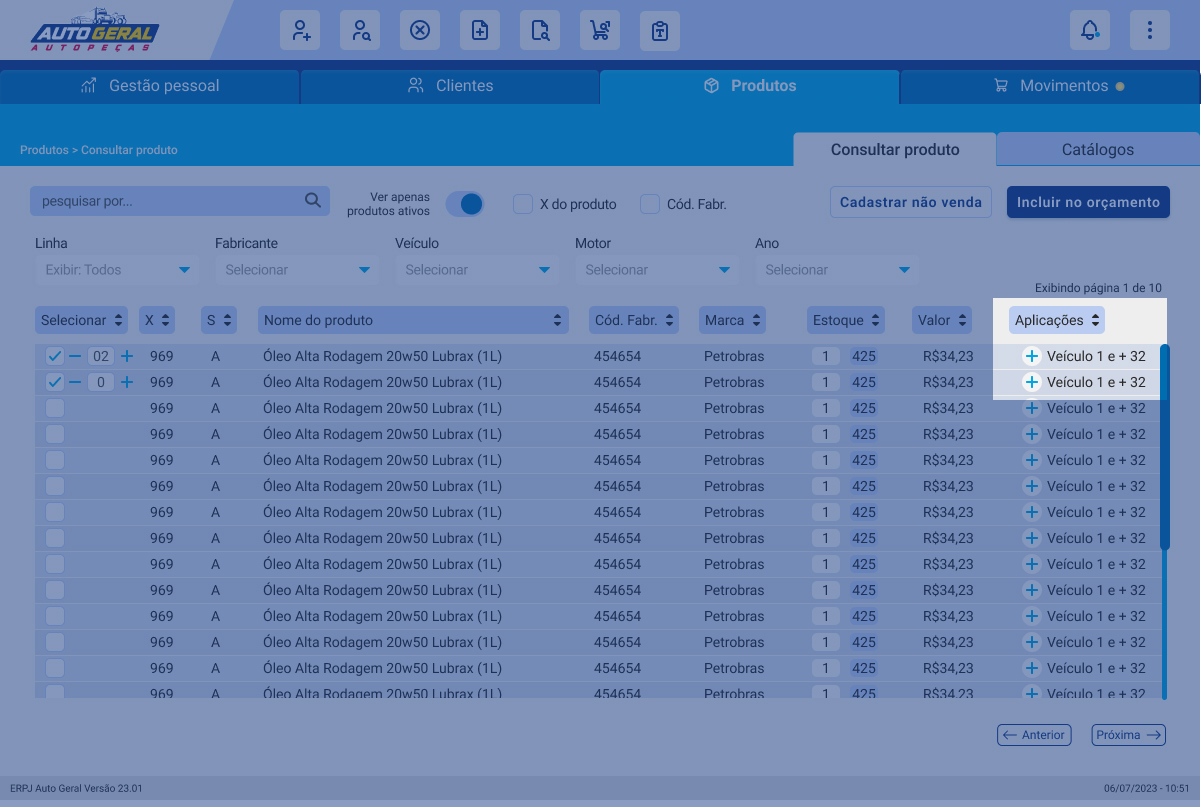 AUTO GERAL
AUTOPEÇAS
Gestão pessoal Clientes Produtos Movimentos
Produtos > Consultar produto
Consultar produto Catálogos
pesquisar por...
Ver apenas
produtos ativos
X do produto Cód. Fabr.
Cadastrar não venda Incluir no orçamento
Linha Fabricante Veículo Motor Ano
Exibir: Todos Selecionar Selecionar Selecionar Selecionar
Exibindo página 1 de 10
Selecionar X S Nome do produto Cód. Fabr. Marca Estoque Valor Aplicações
02 969 A Óleo Alta Rodagem 20w50 Lubrax (1L) 454654 Petrobras 1 425 R$34,23 Veículo 1 e + 32
0 969 A Óleo Alta Rodagem 20w50 Lubrax (1L) 454654 Petrobras 1 425 R$34,23 Veículo 1 e + 32
969 A Óleo Alta Rodagem 20w50 Lubrax (1L) 454654 Petrobras 1 425 R$34,23 Veículo 1 e + 32
969 A Óleo Alta Rodagem 20w50 Lubrax (1L) 454654 Petrobras 1 425 R$34,23 Veículo 1 e + 32
969 A Óleo Alta Rodagem 20w50 Lubrax (1L) 454654 Petrobras 1 425 R$34,23 Veículo 1 e + 32
969 A Óleo Alta Rodagem 20w50 Lubrax (1L) 454654 Petrobras 1 425 R$34,23 Veículo 1 e + 32
969 A Óleo Alta Rodagem 20w50 Lubrax (1L) 454654 Petrobras 1 425 R$34,23 Veículo 1 e + 32
969 A Óleo Alta Rodagem 20w50 Lubrax (1L) 454654 Petrobras 1 425 R$34,23 Veículo 1 e + 32
969 A Óleo Alta Rodagem 20w50 Lubrax (1L) 454654 Petrobras 1 425 R$34,23 Veículo 1 e + 32
969 A Óleo Alta Rodagem 20w50 Lubrax (1L) 454654 Petrobras 1 425 R$34,23 Veículo 1 e + 32
969 A Óleo Alta Rodagem 20w50 Lubrax (1L) 454654 Petrobras 1 425 R$34,23 Veículo 1 e + 32
969 A Óleo Alta Rodagem 20w50 Lubrax (1L) 454654 Petrobras 1 425 R$34,23 Veículo 1 e + 32
969 A Óleo Alta Rodagem 20w50 Lubrax (1L) 454654 Petrobras 1 425 R$34,23 Veículo 1 e + 32
969 A Óleo Alta Rodagem 20w50 Lubrax (1L) 454654 Petrobras 1 425 R$34,23 Veículo 1 e + 32
Anterior Próxima
ERPJ Auto Geral Versão 23.01 06/07/2023 - 10:51